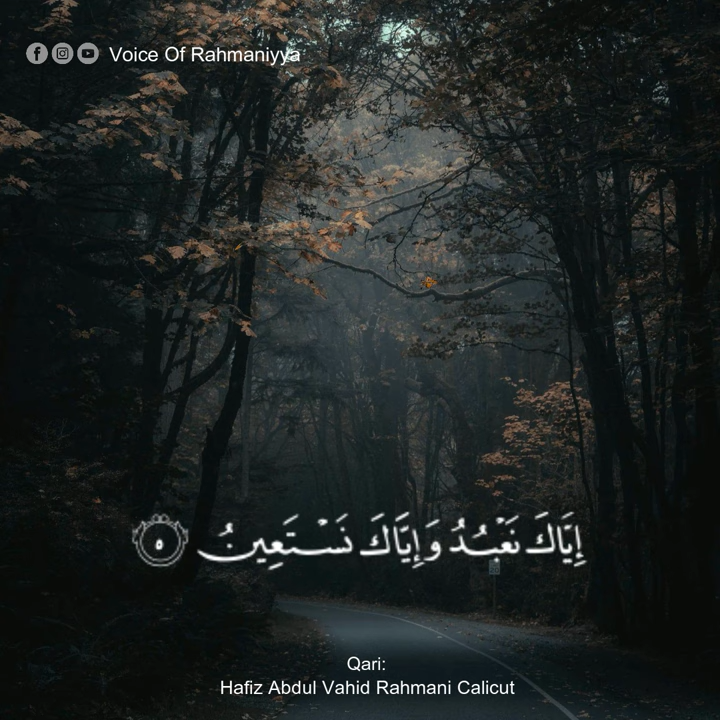 Voice Of Rahmaniyya
إِيَّاكَ نَعْبُدُ وَإِيَّاكَ نَسْتَعِينُ ٥
Qari:
Hafiz Abdul Vahid Rahmani Calicut